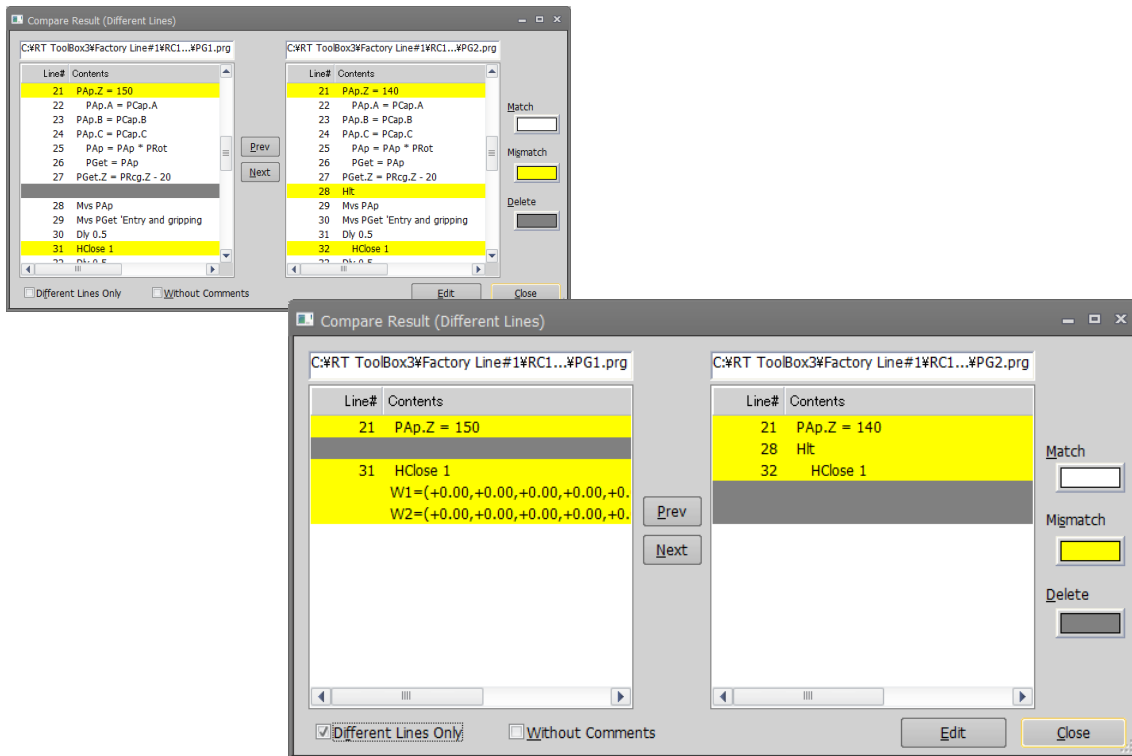 Compare Result (Different Lines)
C:¥RT ToolBox3¥Factory Line#1¥RC1...¥PG1.prg
Line# Contents
21 PAp.Z = 150
22 PAp.A = PCap.A
23 PAp.B = PCap.B
24 PAp.C = PCap.C
25 PAp = PAp * PRot
26 PGet = PAp
27 PGet.Z = PRcg.Z - 20
28 Mvs PAp
29 Mvs PGet 'Entry and gripping
30 Dly 0.5
31 HClose 1
32 Dly 0.5
Prev
Next
C:¥RT ToolBox3¥Factory Line#1¥RC1...¥PG2.prg
Line# Contents
21 PAp.Z = 140
22 PAp.A = PCap.A
23 PAp.B = PCap.B
24 PAp.C = PCap.C
25 PAp = PAp * PRot
26 PGet = PAp
27 PGet.Z = PRcg.Z - 20
28 Hlt
29 Mvs PAp
30 Mvs PGet 'Entry and gripping
31 Dly 0.5
32 HClose 1
33 Dly 0.5
Match
Mismatch
Delete
Different Lines Only
Without Comments
Edit
Close
Compare Result (Different Lines)
C:¥RT ToolBox3¥Factory Line#1¥RC1...¥PG1.prg
Line# Contents
21 PAp.Z = 150
31 HClose 1
W1=(+0.00,+0.00,+0.00,+0.00,+0.
W2=(+0.00,+0.00,+0.00,+0.00,+0.
Prev
Next
C:¥RT ToolBox3¥Factory Line#1¥RC1...¥PG2.prg
Line# Contents
21 PAp.Z = 140
28 Hlt
32 HClose 1
Match
Mismatch
Delete
Different Lines Only
Without Comments
Edit
Close